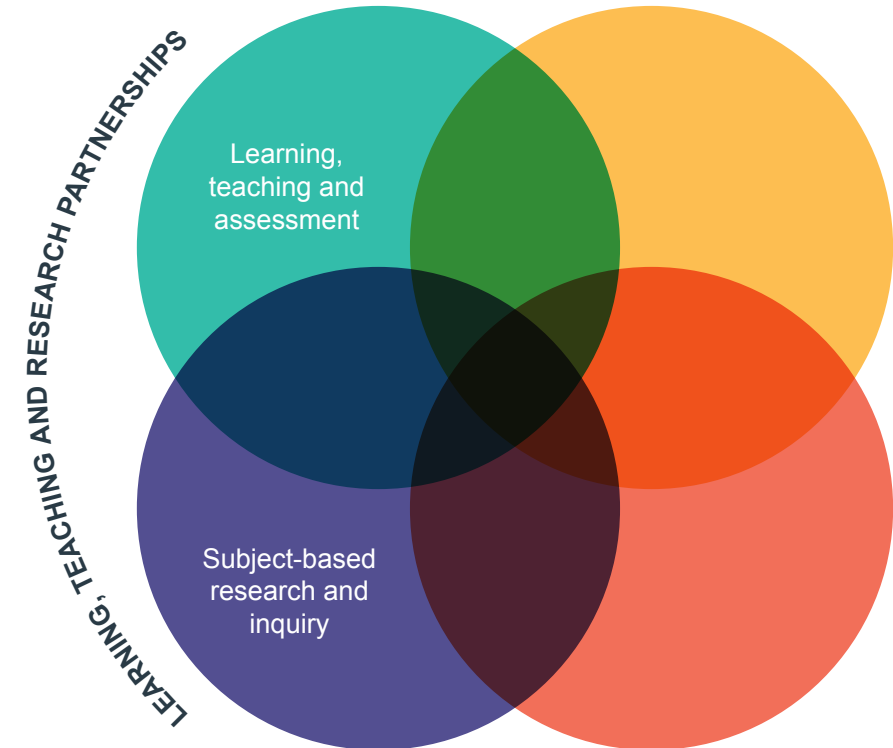 LEARNING, TEACHING AND RESEARCH PARTNERSHIPS
Learning,
teaching and
assessment
Subject-based
research and
inquiry